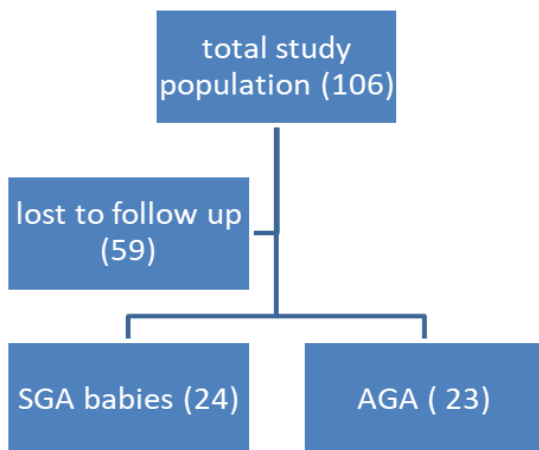 total study
population (106)
lost to follow up
(59)
SGA babies (24)
AGA ( 23)